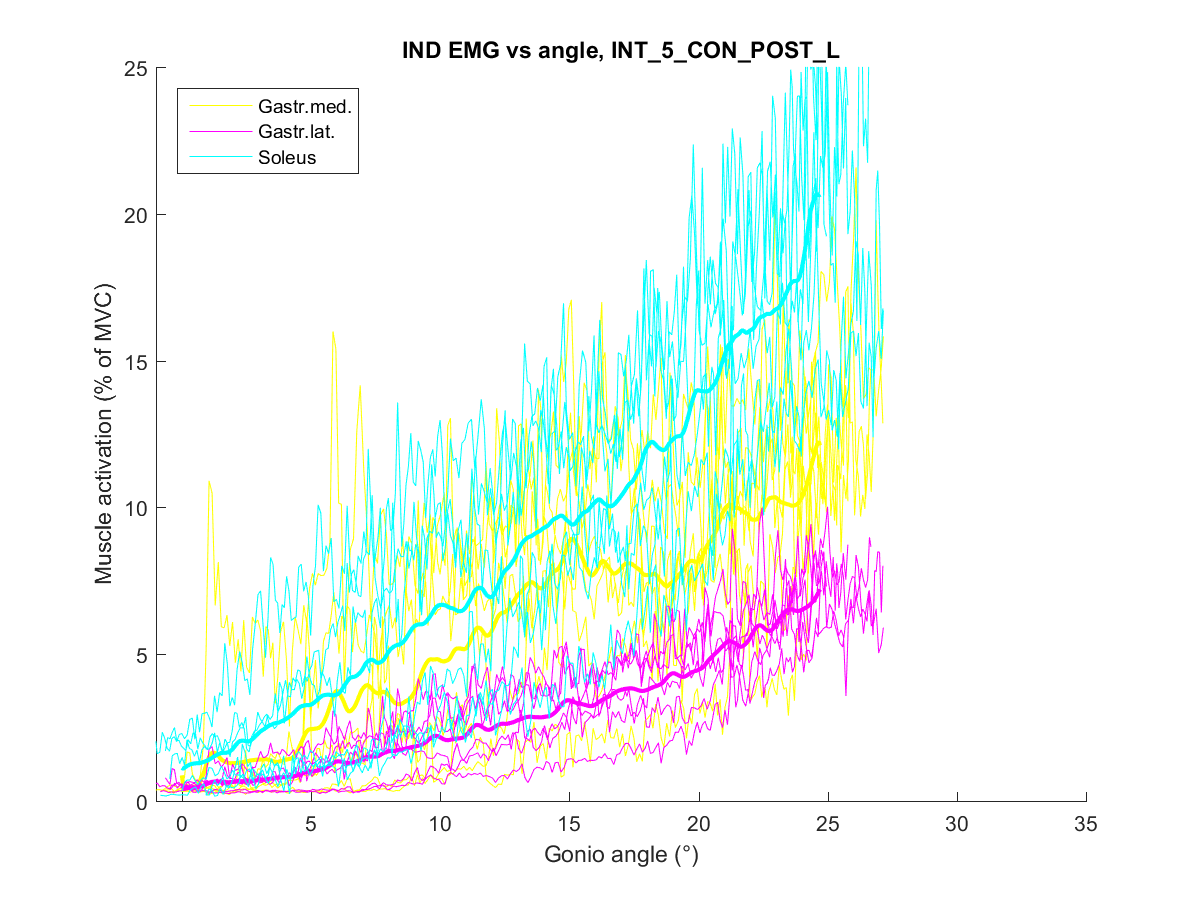 IND EMG vs angle, INT_5_CON_POST_L
Gastr.med.
Gastr.lat.
Soleus
Muscle activation (% of MVC)
25
20
15
10
5
0
0 5 10 15 20 25 30 35
Gonio angle (°)